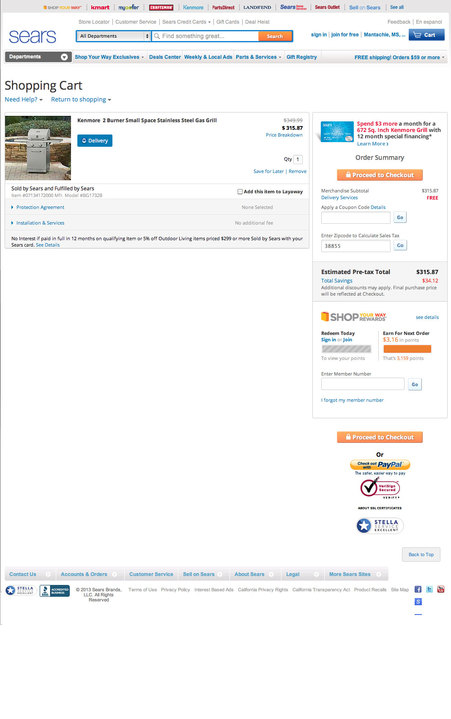 SHOP YOUR WAY kmart mygofer CRAFTSMAN Kenmore PartsDirect LANDS'END Sears Sears Outlet Sell on Sears See all
Store Locator | Customer Service | Sears Credit Cards | Gift Cards | Deal Hero! Feedback | En espanol
sears All Departments Find something great... Search sign in | join for free | Mantachie, MS, ... Cart
Departments Shop Your Way Exclusives Deals Center Weekly & Local Ads Parts & Services Gift Registry FREE shipping! Orders $59 or more
Shopping Cart
Need Help? Return to shopping
Kenmore 2 Burner Small Space Stainless Steel Gas Grill $349.99
$ 315.87
Delivery
Price Breakdown
Qty 1
Save for Later | Remove
Sold by Sears and Fulfilled by Sears
Item #07134172000 Mfr. Model #BG1732B
Add this item to Layaway
Protection Agreement None Selected
Installation & Services No additional fee
No Interest if paid in full in 12 months on qualifying item or 5% off Outdoor Living items priced $299 or more Sold by Sears with your
Sears card. See Details
Spend $3 more a month for a
672 Sq. Inch Kenmore Grill with
12 month special financing*
Learn More
Order Summary
Proceed to Checkout
Merchandise Subtotal $315.87
Delivery Services FREE
Apply a Coupon Code Details
Go
Enter Zipcode to Calculate Sales Tax
38855 Go
Estimated Pre-tax Total $315.87
Total Savings $34.12
Additional discounts may apply. Final purchase price
will be reflected at Checkout.
SHOP YOUR WAY REWARDS see details
Redeem Today Earn For Next Order
Sign in or Join $3.16 in points
To view your points That's 3,159 points
Enter Member Number
Go
I forgot my member number
Proceed to Checkout
Or
Check out with PayPal
The safer, easier way to pay
VeriSign Secured
VERIFY
ABOUT SSL CERTIFICATES
STELLA SERVICE EXCELLENT
Back to Top
Contact Us Accounts & Orders Customer Service Sell on Sears About Sears Legal More Sears Sites
STELLA ACCREDITED BUSINESS © 2013 Sears Brands, LLC. All Rights Reserved Terms of Use Privacy Policy Interest Based Ads California Privacy Rights California Transparency Act Product Recalls Site Map